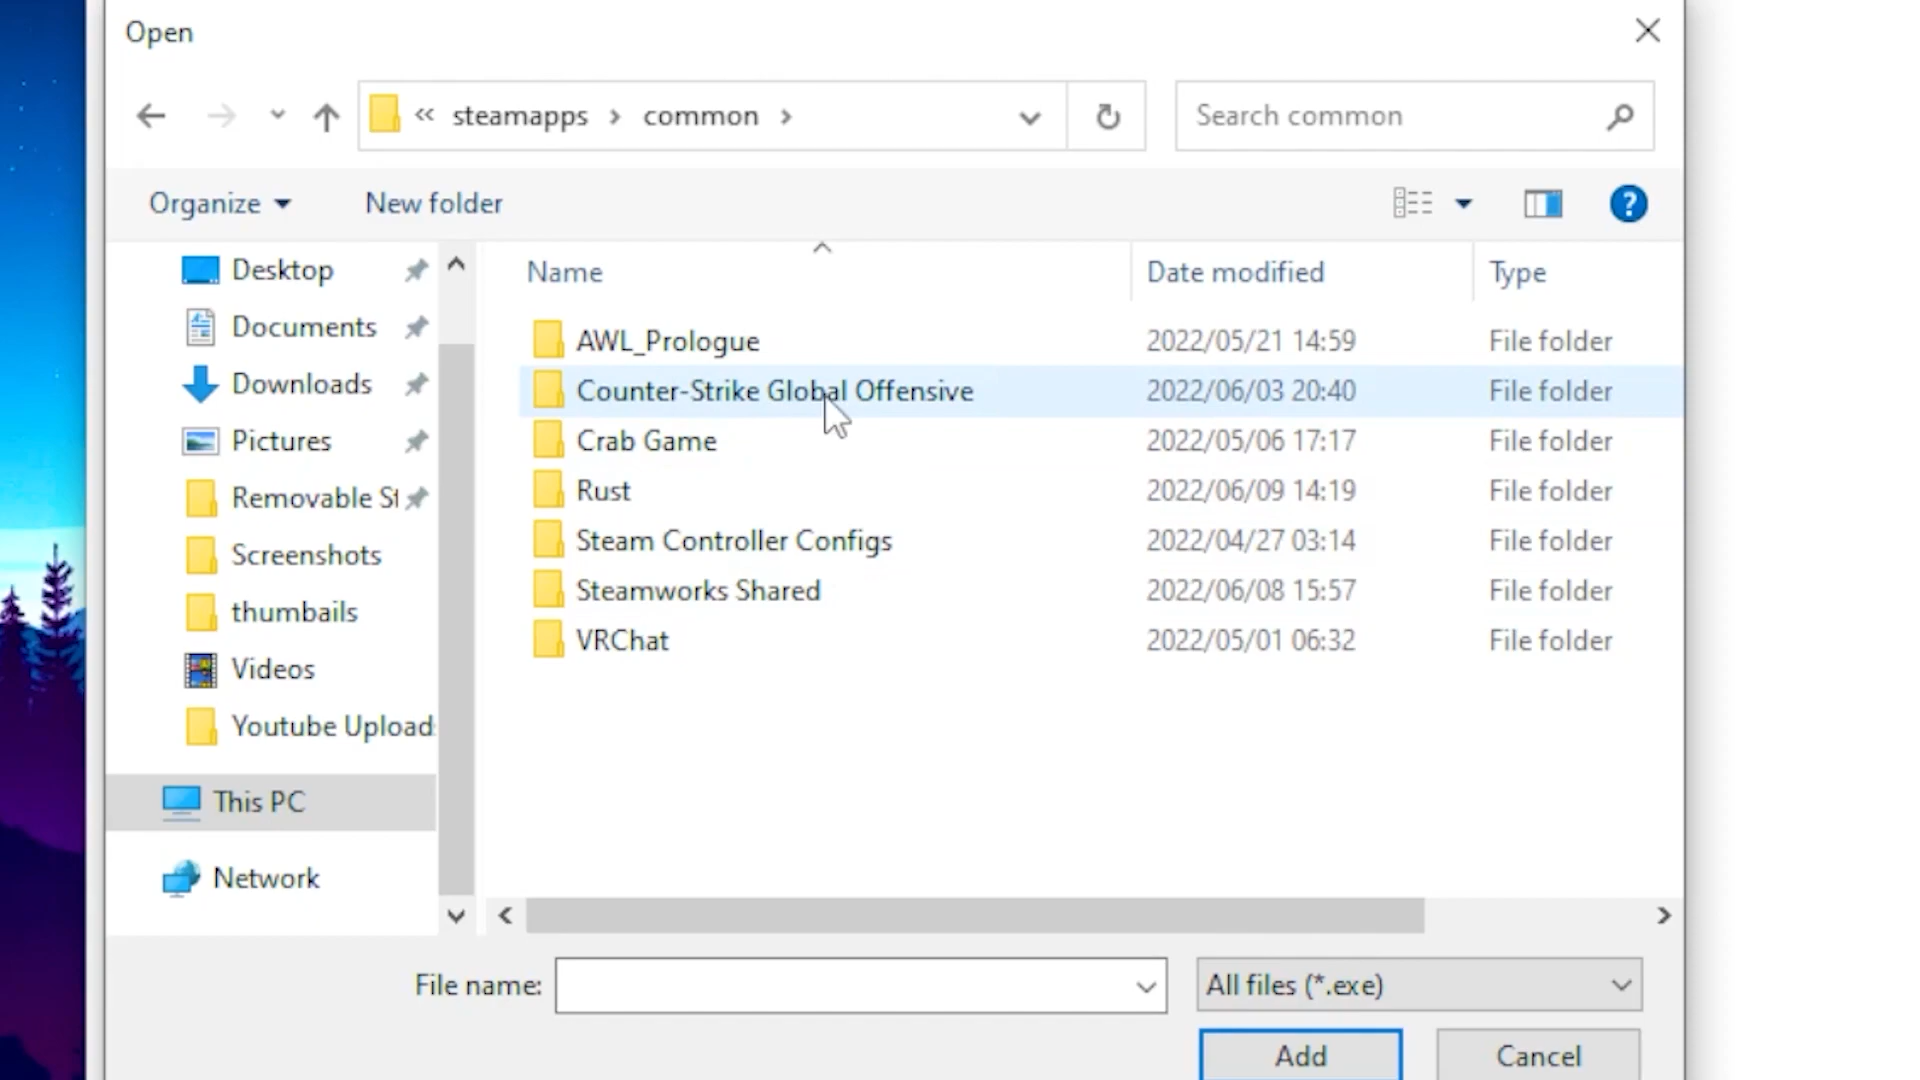 Open
« steamapps › common ›
Search common
Organize
New folder
?
Desktop
Documents
Downloads
Pictures
Removable St
Screenshots
thumbails
Videos
Youtube Upload
This PC
Network
Name Date modified Type
AWL_Prologue 2022/05/21 14:59 File folder
Counter-Strike Global Offensive 2022/06/03 20:40 File folder
Crab Game 2022/05/06 17:17 File folder
Rust 2022/06/09 14:19 File folder
Steam Controller Configs 2022/04/27 03:14 File folder
Steamworks Shared 2022/06/08 15:57 File folder
VRChat 2022/05/01 06:32 File folder
File name:
All files (*.exe)
Add
Cancel